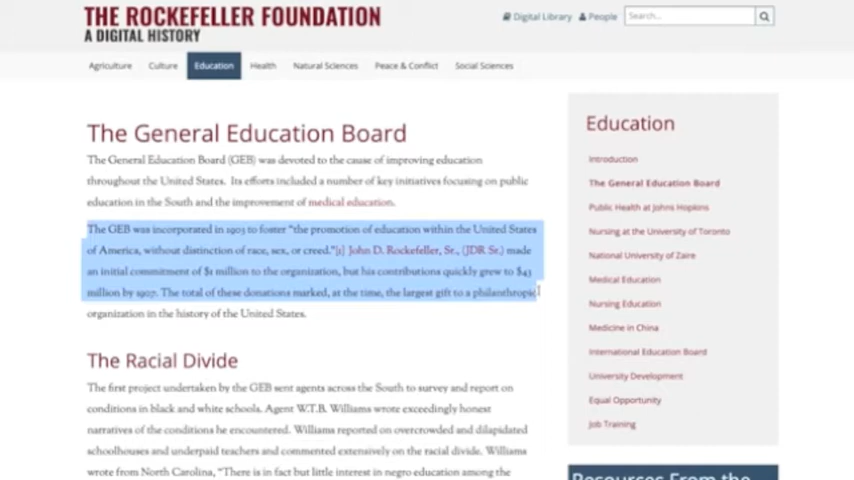 THE ROCKEFELLER FOUNDATION
A DIGITAL HISTORY
Digital Library People Search...
Agriculture Culture Education Health Natural Sciences Peace & Conflict Social Sciences
The General Education Board
The General Education Board (GEB) was devoted to the cause of improving education
throughout the United States. Its efforts included a number of key initiatives focusing on public
education in the South and the improvement of medical education.
The GEB was incorporated in 1903 to foster “the promotion of education within the United States
of America, without distinction of race, sex, or creed.”[1] John D. Rockefeller, Sr., (JDR Sr.) made
an initial commitment of $1 million to the organization, but his contributions quickly grew to $43
million by 1907. The total of these donations marked, at the time, the largest gift to a philanthropic
organization in the history of the United States.
The Racial Divide
The first project undertaken by the GEB sent agents across the South to survey and report on
conditions in black and white schools. Agent W.T.B. Williams wrote exceedingly honest
narratives of the conditions he encountered. Williams reported on overcrowded and dilapidated
schoolhouses and underpaid teachers and commented extensively on the racial divide. Williams
wrote from North Carolina, “There is in fact but little interest in negro education among the
Education
Introduction
The General Education Board
Public Health at Johns Hopkins
Nursing at the University of Toronto
National University of Zaire
Medical Education
Nursing Education
Medicine in China
International Education Board
University Development
Equal Opportunity
Job Training
Resources From the